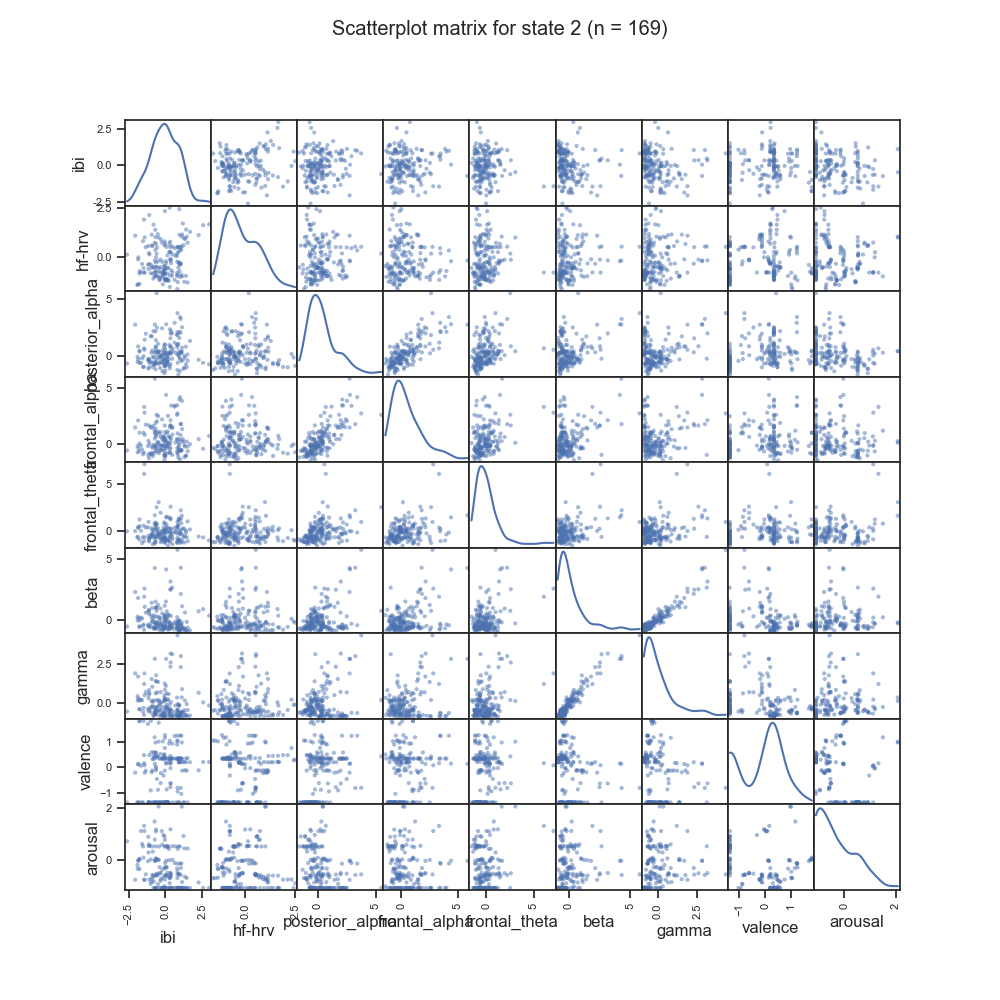 Scatterplot matrix for state 2 (n = 169)
2.5
0.0
−2.5
ibi
2.5
0.0
hf-hrv
5
0
posterior_alpha
5
0
frontal_alpha
5
0
frontal_theta
5
0
beta
2.5
0.0
gamma
1
0
−1
valence
2
0
arousal
−2.5 0.0 2.5 0.0 2.5 0 5 0 5 0 5 0 5 0.0 2.5 −1 0 1 0 2
ibi hf-hrv posterior_alpha frontal_alpha frontal_theta beta gamma valence arousal